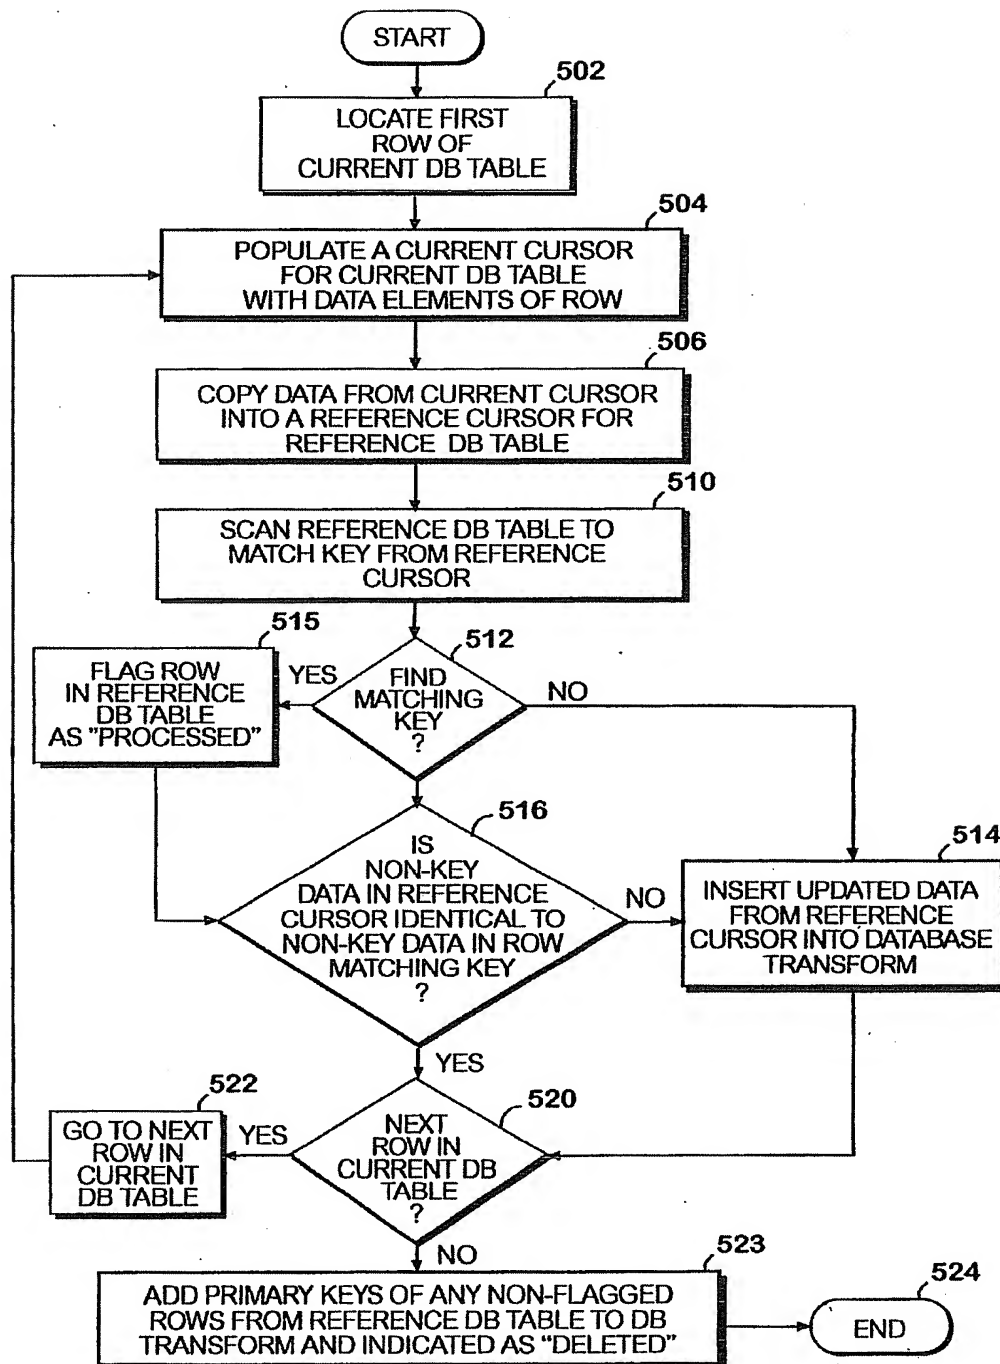 START
502
LOCATE FIRST
ROW OF
CURRENT DB TABLE
504
POPULATE A CURRENT CURSOR
FOR CURRENT DB TABLE
WITH DATA ELEMENTS OF ROW
506
COPY DATA FROM CURRENT CURSOR
INTO A REFERENCE CURSOR FOR
REFERENCE DB TABLE
510
SCAN REFERENCE DB TABLE TO
MATCH KEY FROM REFERENCE
CURSOR
515
FLAG ROW
IN REFERENCE
DB TABLE
AS "PROCESSED"
YES
512
FIND
MATCHING
KEY
?
NO
516
IS
NON-KEY
DATA IN REFERENCE
CURSOR IDENTICAL TO
NON-KEY DATA IN ROW
MATCHING KEY
?
NO
514
INSERT UPDATED DATA
FROM REFERENCE
CURSOR INTO DATABASE
TRANSFORM
YES
522
GO TO NEXT
ROW IN
CURRENT
DB TABLE
YES
520
NEXT
ROW IN
CURRENT DB
TABLE
?
NO
523
ADD PRIMARY KEYS OF ANY NON-FLAGGED
ROWS FROM REFERENCE DB TABLE TO DB
TRANSFORM AND INDICATED AS "DELETED"
524
END